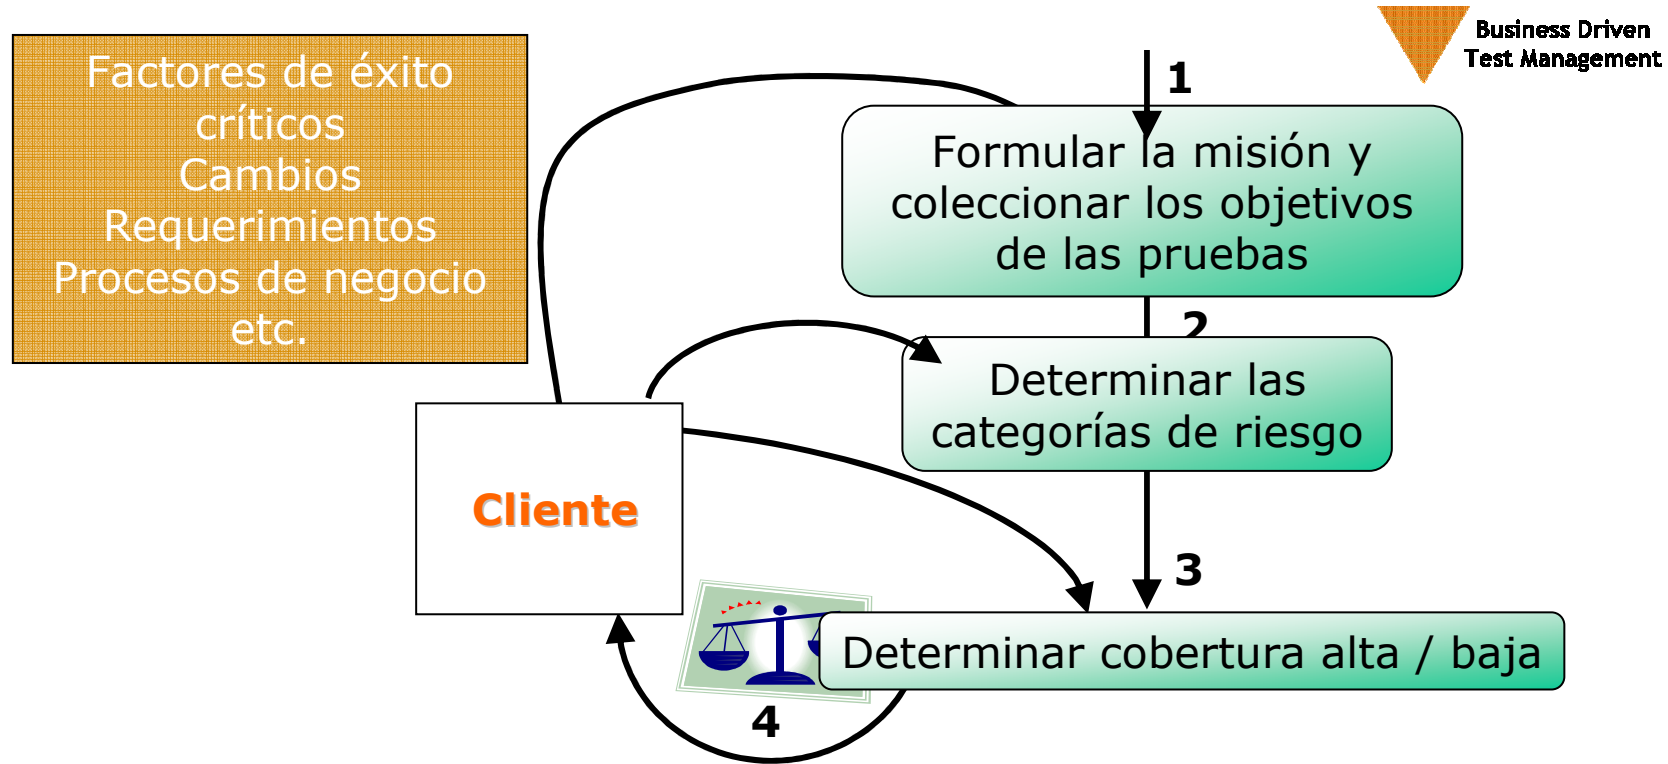 Business Driven
Test Management
Factores de éxito
críticos
Cambios
Requerimientos
Procesos de negocio
etc.
1
Formular la misión y
coleccionar los objetivos
de las pruebas
2
Determinar las
categorías de riesgo
Cliente
3
Determinar cobertura alta / baja
4